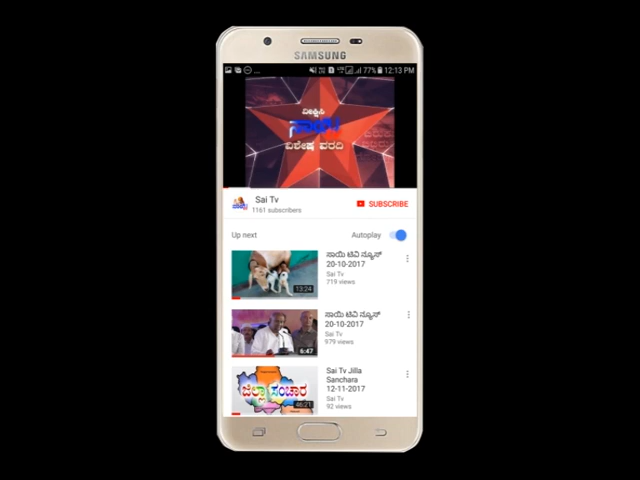 SAMSUNG
77% 12:13 PM
ವೀಕ್ಷಿಸಿ
ವಿಶೇಷ ವರದಿ
Sai Tv
1161 subscribers
SUBSCRIBE
Up next
Autoplay
13:24
ಸಾಯಿ ಟಿವಿ ನ್ಯೂಸ್
20-10-2017
Sai Tv
719 views
6:47
ಸಾಯಿ ಟಿವಿ ನ್ಯೂಸ್
20-10-2017
Sai Tv
979 views
ಜಿಲ್ಲಾ ಸಂಚಾರ
46:21
Sai Tv Jilla
Sanchara
12-11-2017
Sai Tv
92 views